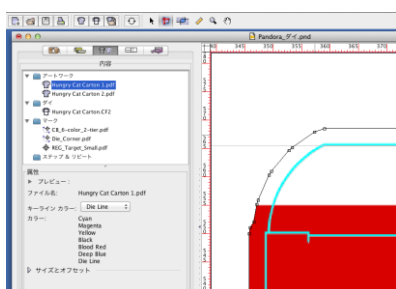 Pandora_ダイ.pnd
内容
340 345 350 355 360 365 370
▼ アートワーク
Hungry Cat Carton 1.pdf
Hungry Cat Carton 2.pdf
▼ ダイ
Hungry Cat Carton.CF2
▼ マーク
CB_6-color_2-tier.pdf
Die_Corner.pdf
REG_Target_Small.pdf
ステップ & リピート
属性
プレビュー :
ファイル名: Hungry Cat Carton 1.pdf
キーライン カラー: Die Line
カラー: Cyan
Magenta
Yellow
Black
Blood Red
Deep Blue
Die Line
サイズとオフセット